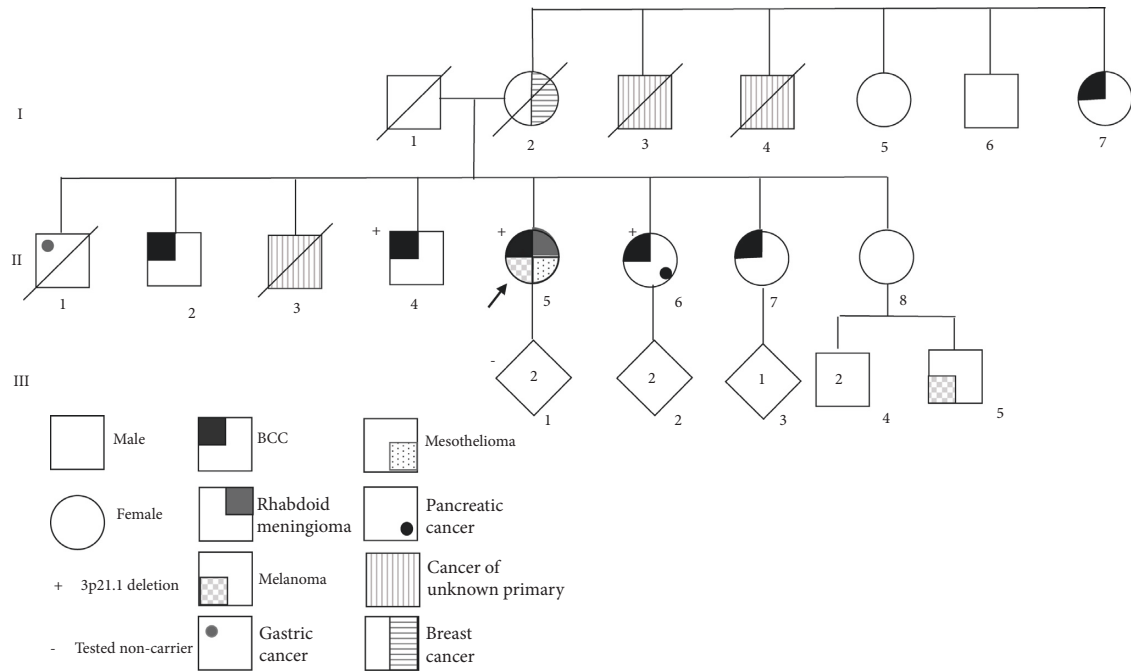 I
1
2
3
4
5
6
7
+
+
+
II
1
2
3
4
5
6
7
8
III
-
2
2
1
2
1
2
3
4
5
Male
BCC
Mesothelioma
Female
Rhabdoid
meningioma
Pancreatic
cancer
+ 3p21.1 deletion
Melanoma
Cancer of
unknown primary
- Tested non-carrier
Gastric
cancer
Breast
cancer